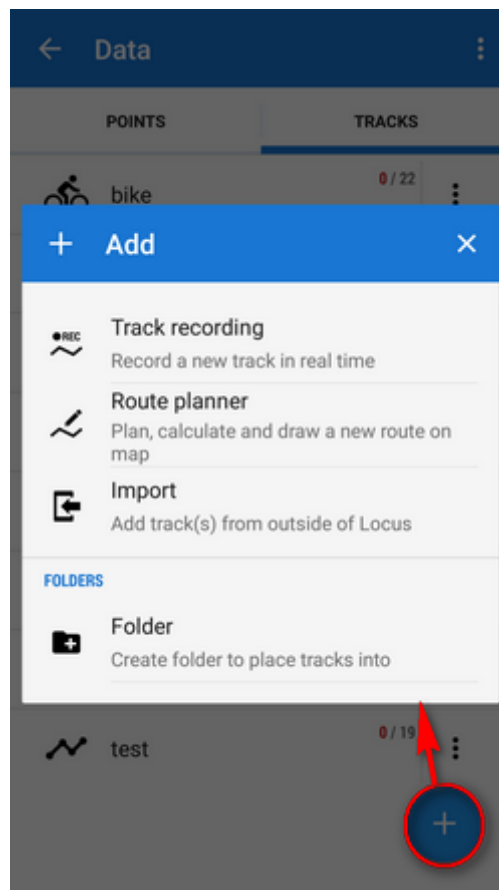 Data
POINTS TRACKS
bike 0 / 22
+ Add ×
●REC Track recording
Record a new track in real time
Route planner
Plan, calculate and draw a new route on
map
Import
Add track(s) from outside of Locus
FOLDERS
Folder
Create folder to place tracks into
test 0 / 19
+